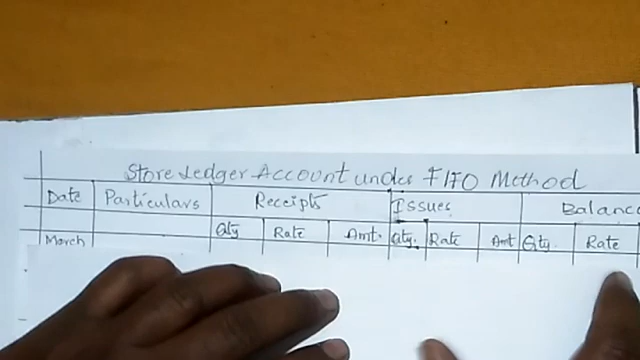 Store Ledger Account under FIFO Method
Date Particulars Receipts Issues Balanc
Qty Rate Amt. Qty. Rate Amt Qty. Rate
March